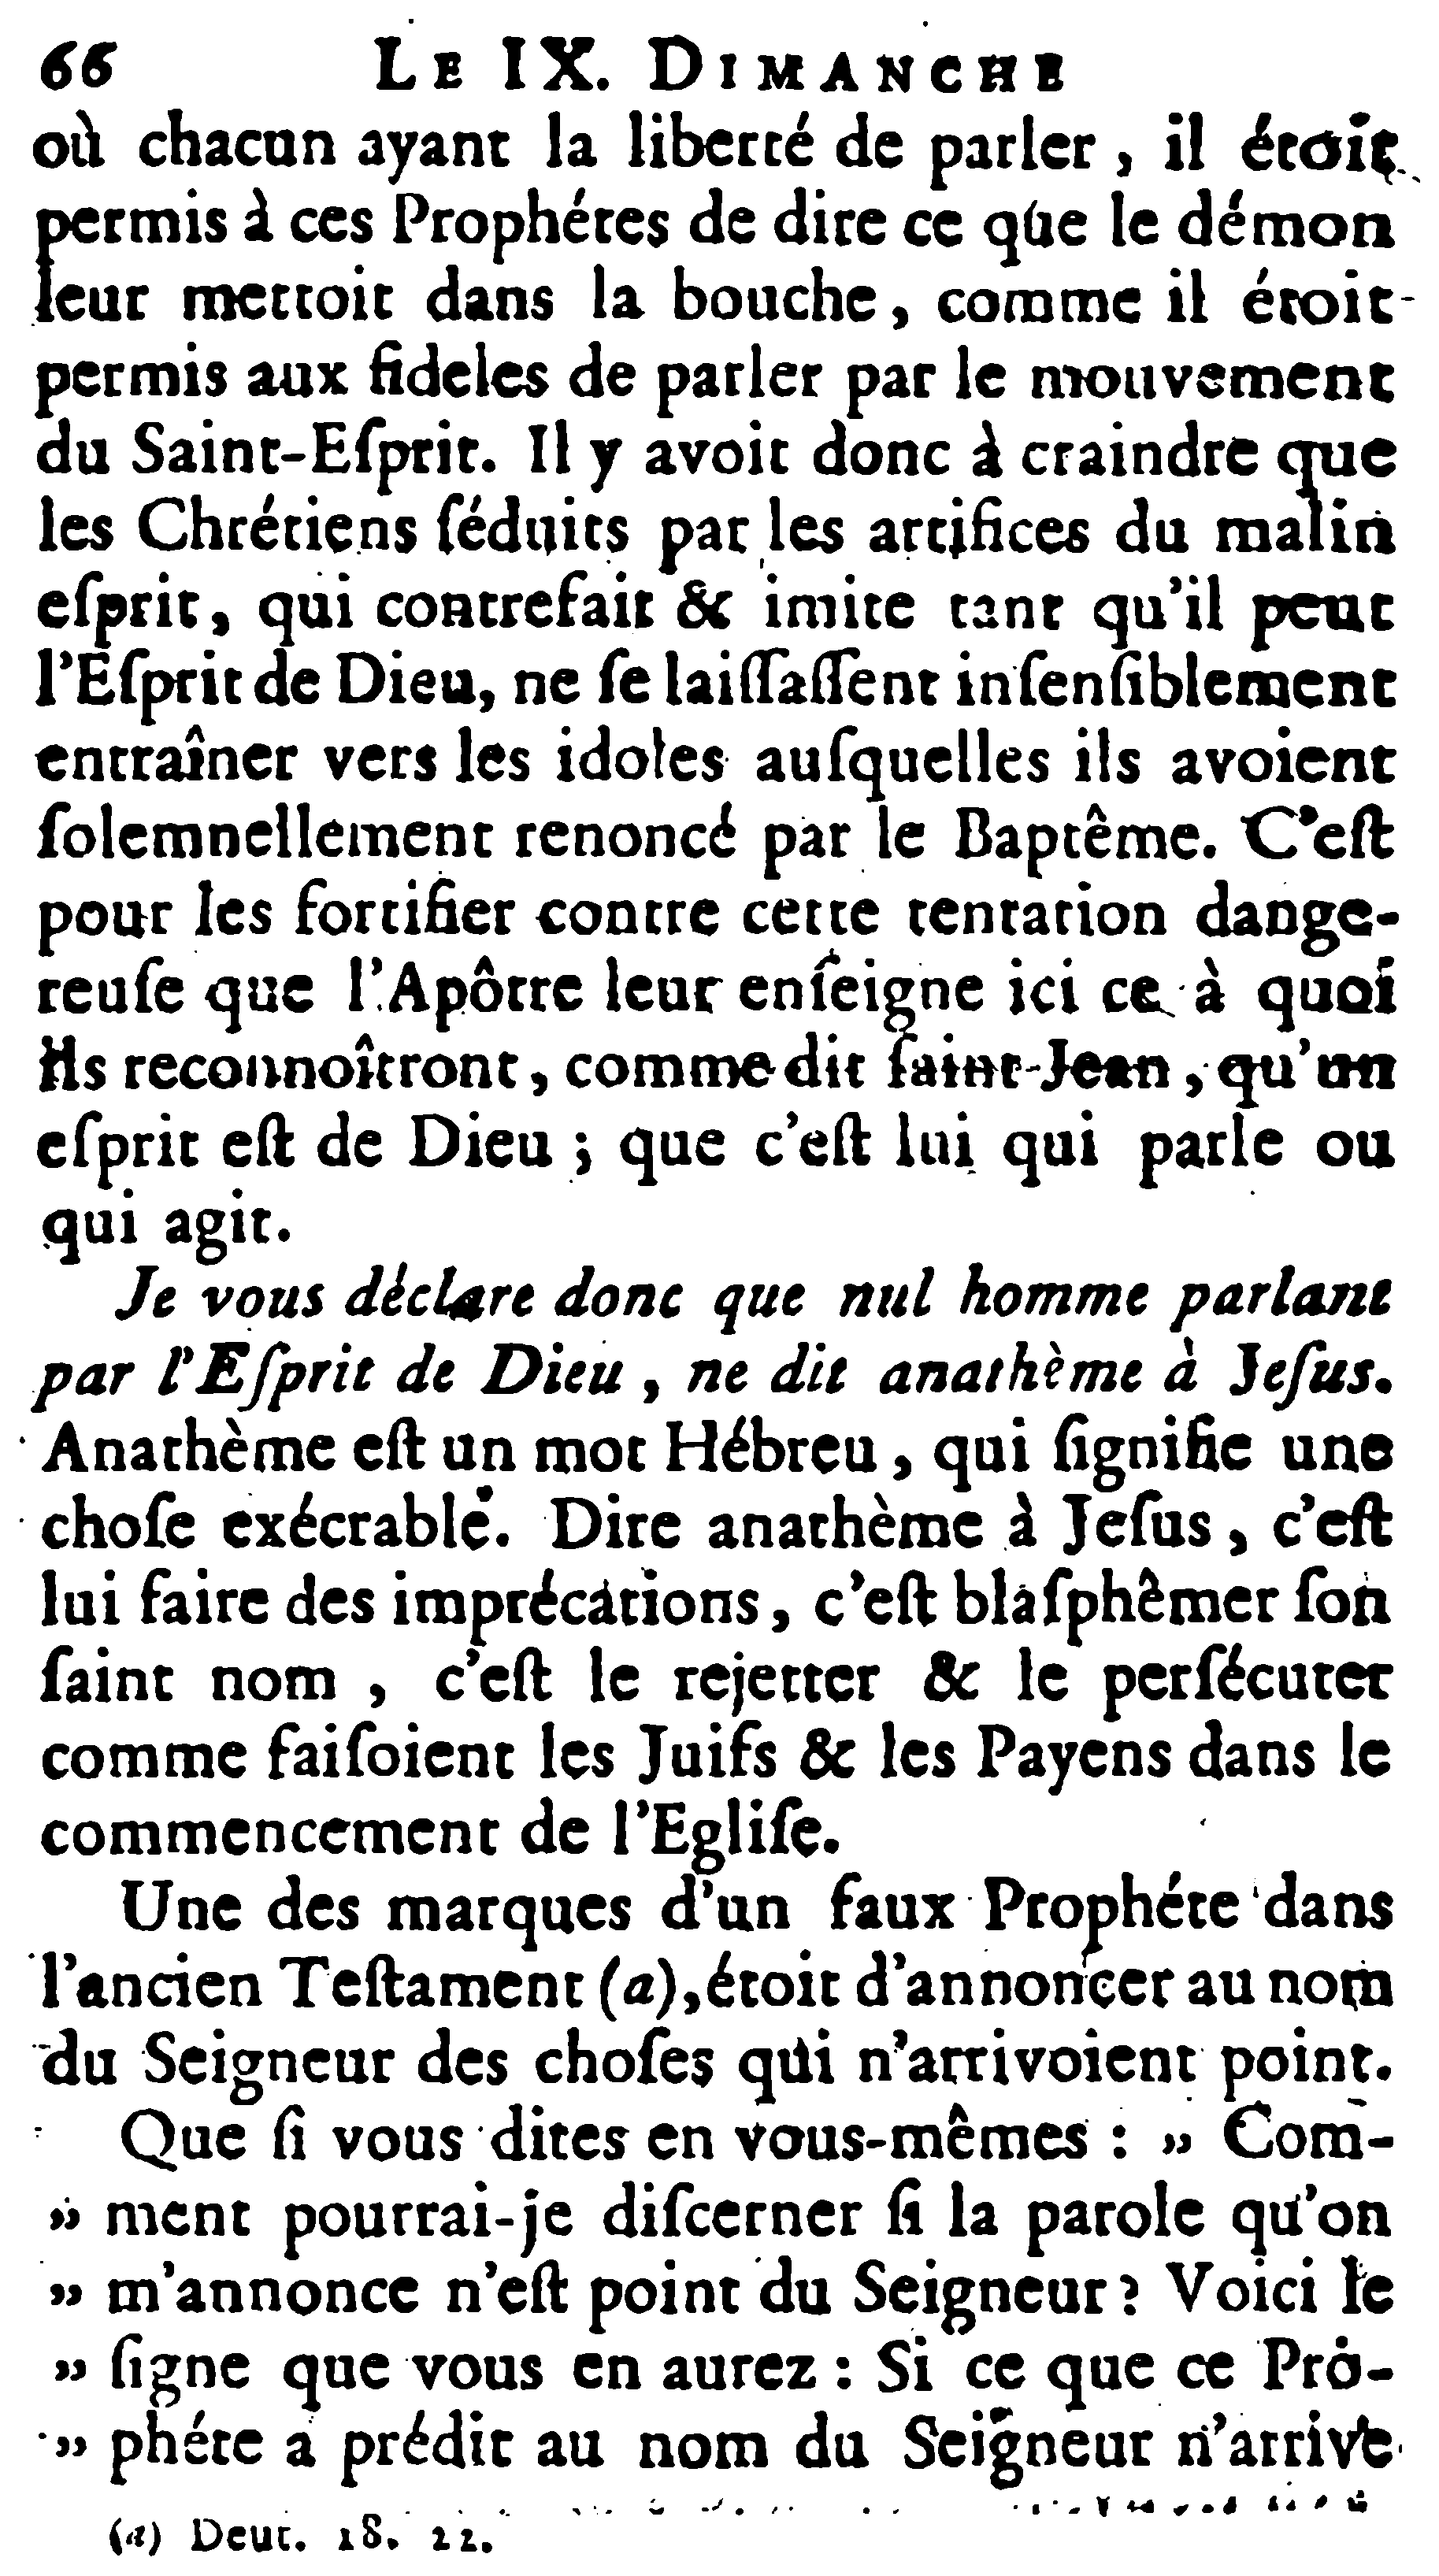 66 LE IX. DIMANCHE
où chacun ayant la liberté de parler, il étoit
permis à ces Prophétes de dire ce que le démon
leur mettoit dans la bouche, comme il étoit
permis aux fideles de parler par le mouvement
du Saint-Eſprit. Il y avoit donc à craindre que
les Chrétiens ſéduits par les artifices du malin
eſprit, qui contrefait & imite tant qu'il peut
l'Eſprit de Dieu, ne ſe laiſſaſſent inſenſiblement
entraîner vers les idoles auſquelles ils avoient
ſolemnellement renoncé par le Baptême. C'eſt
pour les fortifier contre cette tentation dange-
reuſe que l'Apôtre leur enſeigne ici ce à quoi
ils reconnoîtront, comme dit ſaint Jean, qu'un
eſprit eſt de Dieu ; que c'eſt lui qui parle ou
qui agit.
Je vous déclare donc que nul homme parlant
par l'Eſprit de Dieu, ne dit anathème à Jeſus.
Anathème eſt un mot Hébreu, qui ſignifie une
choſe exécrable. Dire anathème à Jeſus, c'eſt
lui faire des imprécations, c'eſt blaſphêmer ſon
ſaint nom, c'eſt le rejetter & le perſécuter
comme faiſoient les Juifs & les Payens dans le
commencement de l'Egliſe.
Une des marques d'un faux Prophéte dans
l'ancien Teſtament (a), étoit d'annoncer au nom
du Seigneur des choſes qui n'arrivoient point.
Que ſi vous dites en vous-mêmes : „ Com-
„ ment pourrai-je diſcerner ſi la parole qu'on
„ m'annonce n'eſt point du Seigneur ? Voici le
„ ſigne que vous en aurez : Si ce que ce Pro-
„ phéte a prédit au nom du Seigneur n'arrive
(a) Deut. 18. 22.